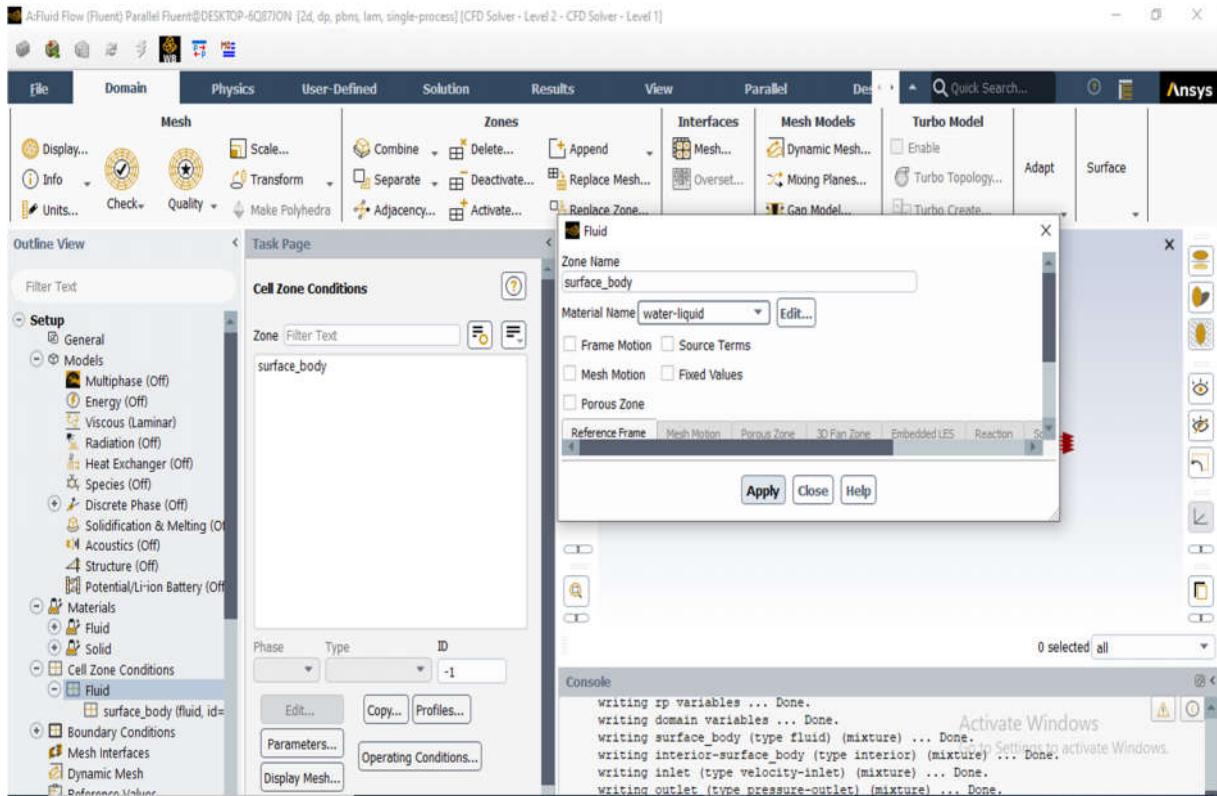 A:Fluid Flow (Fluent) Parallel Fluent@DESKTOP-6Q87JON [2d, dp, pbns, lam, single-process] [CFD Solver - Level 2 - CFD Solver - Level 1]
WB
File Domain Physics User-Defined Solution Results View Parallel Des Quick Search... Ansys
Mesh Zones Interfaces Mesh Models Turbo Model
Display... Scale... Combine Delete... Append Mesh... Dynamic Mesh... Enable
Info Check Quality Transform Separate Deactivate... Replace Mesh... Overset... Mixing Planes... Turbo Topology... Adapt Surface
Units... Make Polyhedra Adjacency... Activate... Replace Zone... Gap Model... Turbo Create...
Outline View
Filter Text
Setup
General
Models
Multiphase (Off)
Energy (Off)
Viscous (Laminar)
Radiation (Off)
Heat Exchanger (Off)
Species (Off)
Discrete Phase (Off)
Solidification & Melting (Of
Acoustics (Off)
Structure (Off)
Potential/Li-ion Battery (Off
Materials
Fluid
Solid
Cell Zone Conditions
Fluid
surface_body (fluid, id=
Boundary Conditions
Mesh Interfaces
Dynamic Mesh
Reference Values
Task Page
Cell Zone Conditions
Zone Filter Text
surface_body
Phase Type ID
-1
Edit... Copy... Profiles...
Parameters... Operating Conditions...
Display Mesh...
Fluid
Zone Name
surface_body
Material Name water-liquid Edit...
Frame Motion Source Terms
Mesh Motion Fixed Values
Porous Zone
Reference Frame Mesh Motion Porous Zone 3D Fan Zone Embedded LES Reaction
Apply Close Help
0 selected all
Console
writing rp variables ... Done.
writing domain variables ... Done.
writing surface_body (type fluid) (mixture) ... Done.
writing interior-surface_body (type interior) (mixture) ... Done.
writing inlet (type velocity-inlet) (mixture) ... Done.
writing outlet (type pressure-outlet) (mixture) ... Done.
Activate Windows
Go to Settings to activate Windows.